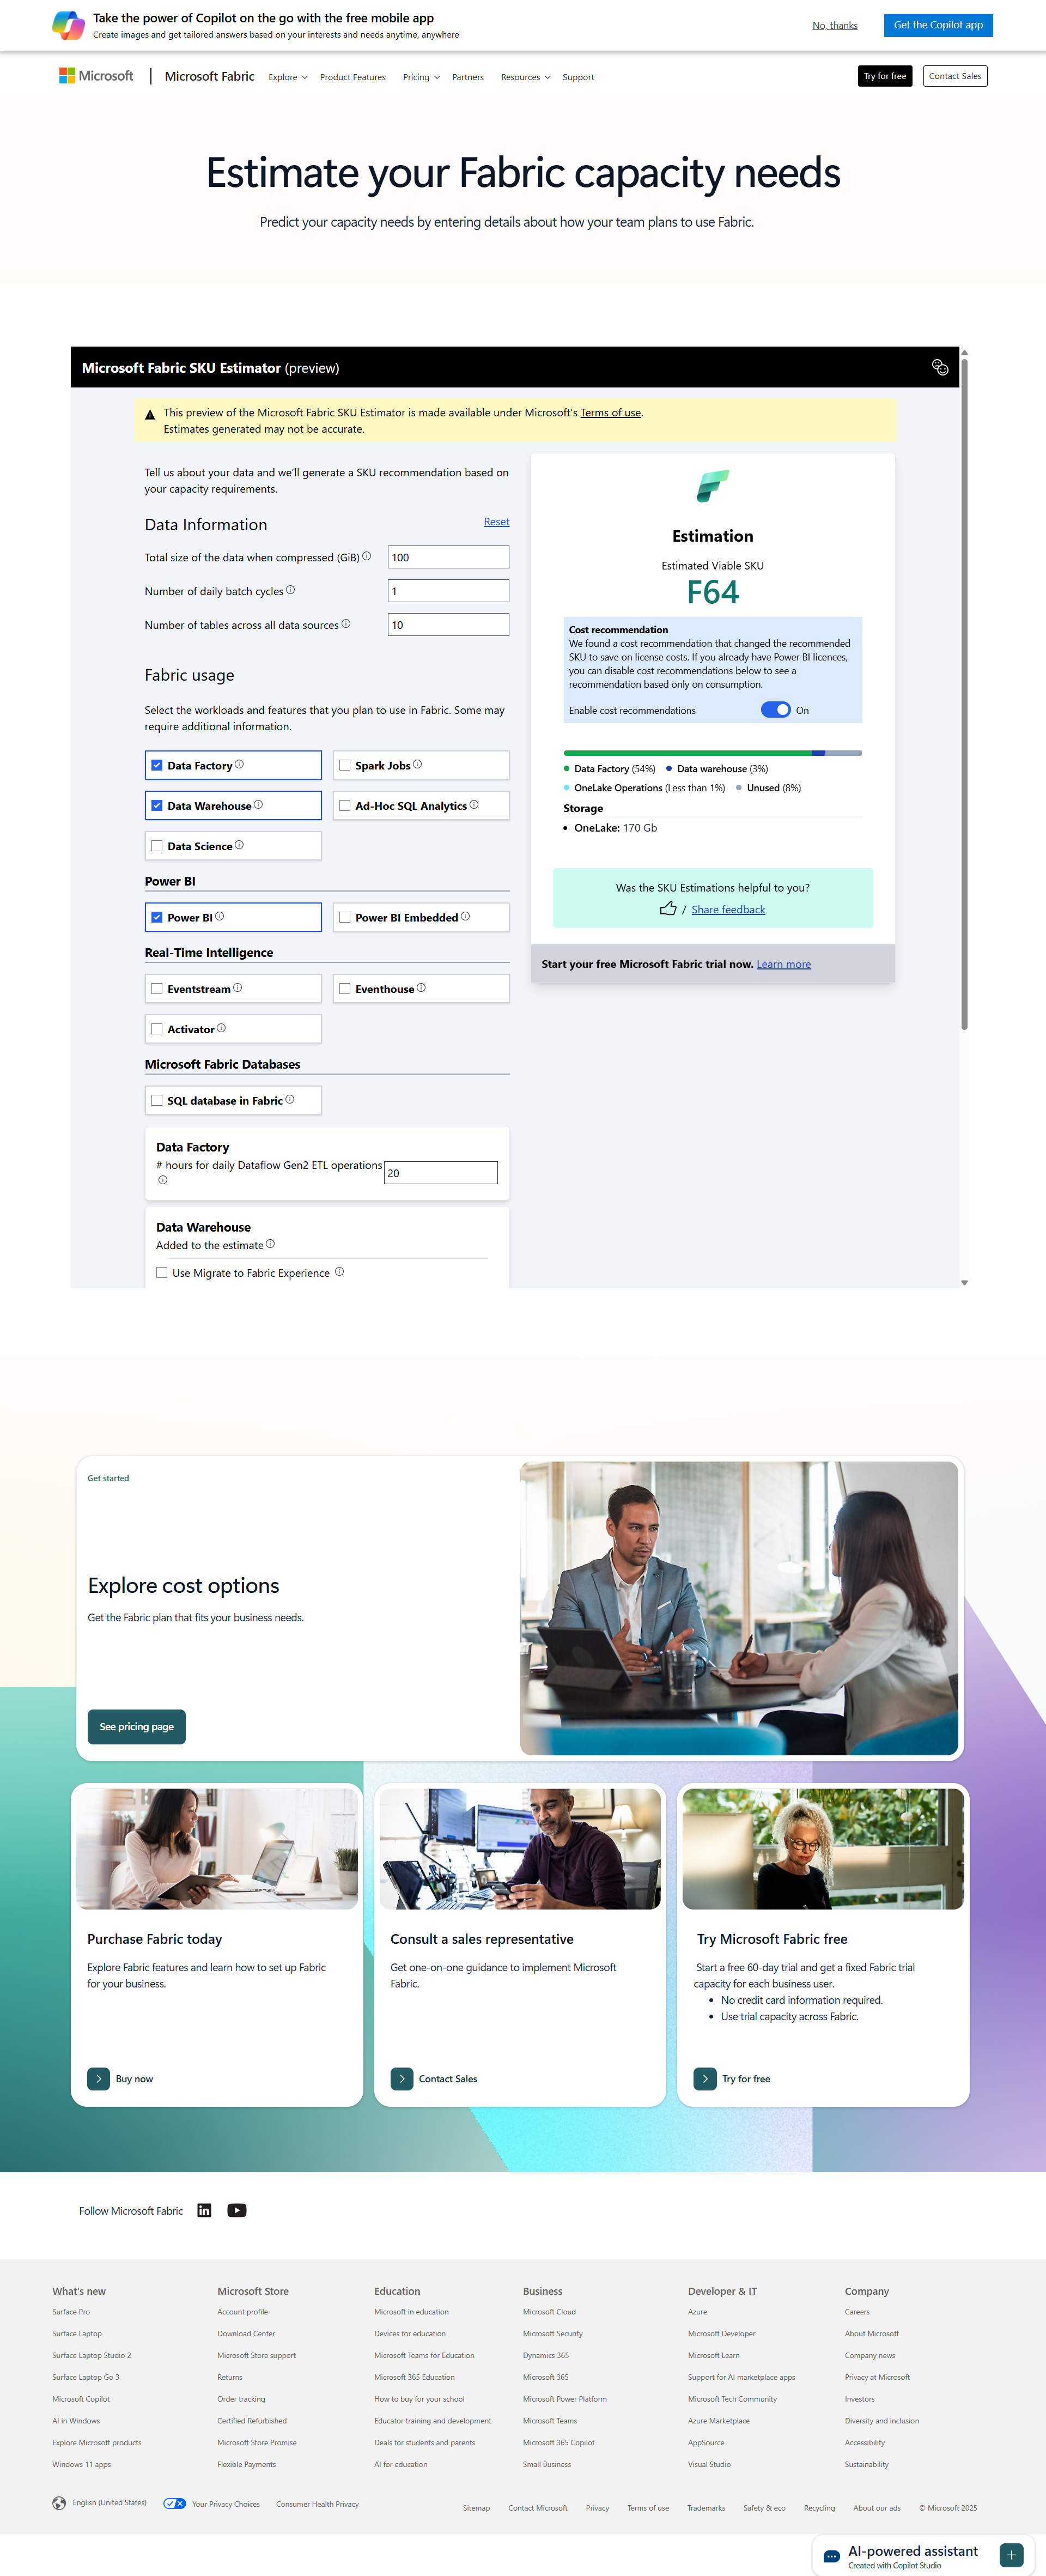 Take the power of Copilot on the go with the free mobile app
Create images and get tailored answers based on your interests and needs anytime, anywhere
No, thanks
Get the Copilot app
Microsoft
Microsoft Fabric
Explore
Product Features
Pricing
Partners
Resources
Support
Try for free
Contact Sales
Estimate your Fabric capacity needs
Predict your capacity needs by entering details about how your team plans to use Fabric.
Microsoft Fabric SKU Estimator (preview)
This preview of the Microsoft Fabric SKU Estimator is made available under Microsoft's Terms of use.
Estimates generated may not be accurate.
Tell us about your data and we'll generate a SKU recommendation based on
your capacity requirements.
Data Information
Reset
Total size of the data when compressed (GiB)
100
Number of daily batch cycles
1
Number of tables across all data sources
10
Fabric usage
Select the workloads and features that you plan to use in Fabric. Some may
require additional information.
Data Factory
Spark Jobs
Data Warehouse
Ad-Hoc SQL Analytics
Data Science
Power BI
Power BI
Power BI Embedded
Real-Time Intelligence
Eventstream
Eventhouse
Activator
Microsoft Fabric Databases
SQL database in Fabric
Data Factory
# hours for daily Dataflow Gen2 ETL operations
20
Data Warehouse
Added to the estimate
Use Migrate to Fabric Experience
Estimation
Estimated Viable SKU
F64
Cost recommendation
We found a cost recommendation that changed the recommended
SKU to save on license costs. If you already have Power BI licences,
you can disable cost recommendations below to see a
recommendation based only on consumption.
Enable cost recommendations
On
Data Factory (54%)
Data warehouse (3%)
OneLake Operations (Less than 1%)
Unused (8%)
Storage
OneLake: 170 Gb
Was the SKU Estimations helpful to you?
/ Share feedback
Start your free Microsoft Fabric trial now. Learn more
Get started
Explore cost options
Get the Fabric plan that fits your business needs.
See pricing page
Purchase Fabric today
Explore Fabric features and learn how to set up Fabric
for your business.
Buy now
Consult a sales representative
Get one-on-one guidance to implement Microsoft
Fabric.
Contact Sales
Try Microsoft Fabric free
Start a free 60-day trial and get a fixed Fabric trial
capacity for each business user.
No credit card information required.
Use trial capacity across Fabric.
Try for free
Follow Microsoft Fabric
What's new
Surface Pro
Surface Laptop
Surface Laptop Studio 2
Surface Laptop Go 3
Microsoft Copilot
AI in Windows
Explore Microsoft products
Windows 11 apps
Microsoft Store
Account profile
Download Center
Microsoft Store support
Returns
Order tracking
Certified Refurbished
Microsoft Store Promise
Flexible Payments
Education
Microsoft in education
Devices for education
Microsoft Teams for Education
Microsoft 365 Education
How to buy for your school
Educator training and development
Deals for students and parents
AI for education
Business
Microsoft Cloud
Microsoft Security
Dynamics 365
Microsoft 365
Microsoft Power Platform
Microsoft Teams
Microsoft 365 Copilot
Small Business
Developer & IT
Azure
Microsoft Developer
Microsoft Learn
Support for AI marketplace apps
Microsoft Tech Community
Azure Marketplace
AppSource
Visual Studio
Company
Careers
About Microsoft
Company news
Privacy at Microsoft
Investors
Diversity and inclusion
Accessibility
Sustainability
English (United States)
Your Privacy Choices
Consumer Health Privacy
Sitemap
Contact Microsoft
Privacy
Terms of use
Trademarks
Safety & eco
Recycling
About our ads
© Microsoft 2025
AI-powered assistant
Created with Copilot Studio